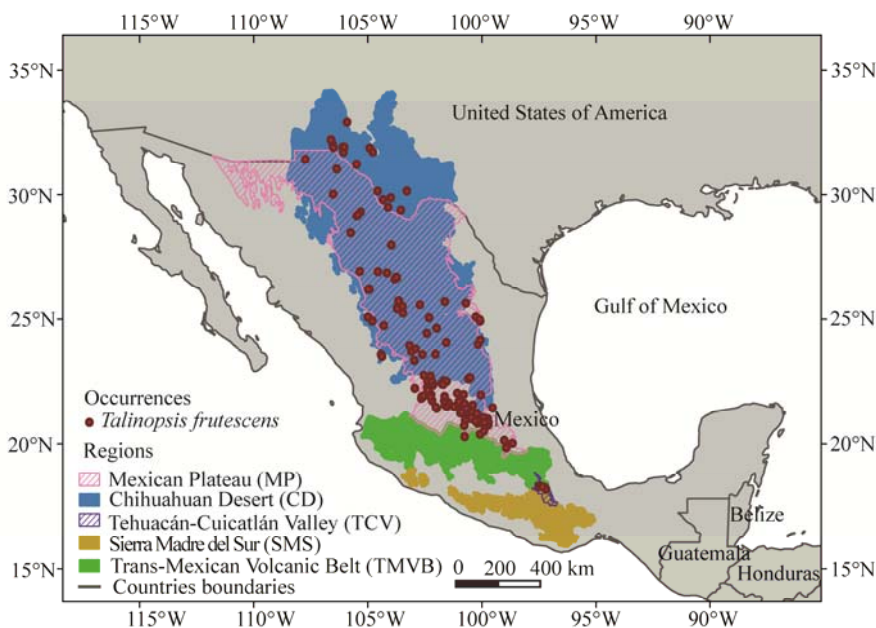 115°W 110°W 105°W 100°W 95°W 90°W
35°N 35°N
United States of America
30°N 30°N
Gulf of Mexico
25°N 25°N
Occurrences
Talinopsis frutescens
Mexico
20°N 20°N
Regions
Mexican Plateau (MP)
Chihuahuan Desert (CD)
Tehuacán-Cuicatlán Valley (TCV)
Belize
Sierra Madre del Sur (SMS)
Guatemala
Trans-Mexican Volcanic Belt (TMVB)
Honduras
15°N 15°N
Countries boundaries
0 200 400 km
115°W 110°W 105°W 100°W 95°W 90°W